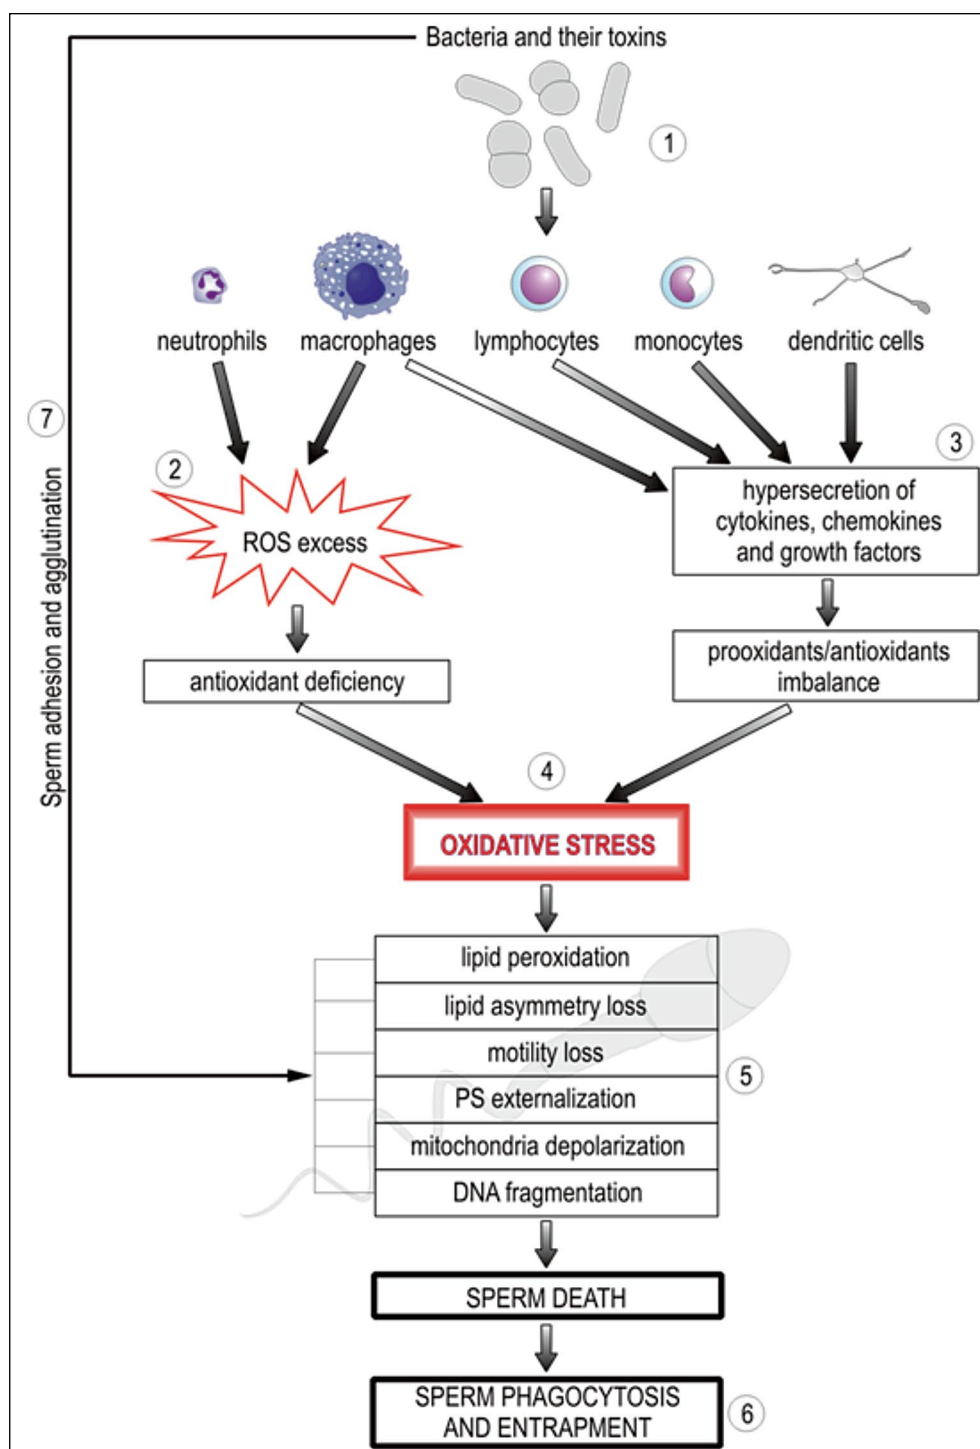 Bacteria and their toxins
1
neutrophils
macrophages
lymphocytes
monocytes
dendritic cells
7
Sperm adhesion and agglutination
2
ROS excess
3
hypersecretion of
cytokines, chemokines
and growth factors
antioxidant deficiency
prooxidants/antioxidants
imbalance
4
OXIDATIVE STRESS
lipid peroxidation
lipid asymmetry loss
motility loss
PS externalization
mitochondria depolarization
DNA fragmentation
5
SPERM DEATH
SPERM PHAGOCYTOSIS
AND ENTRAPMENT
6